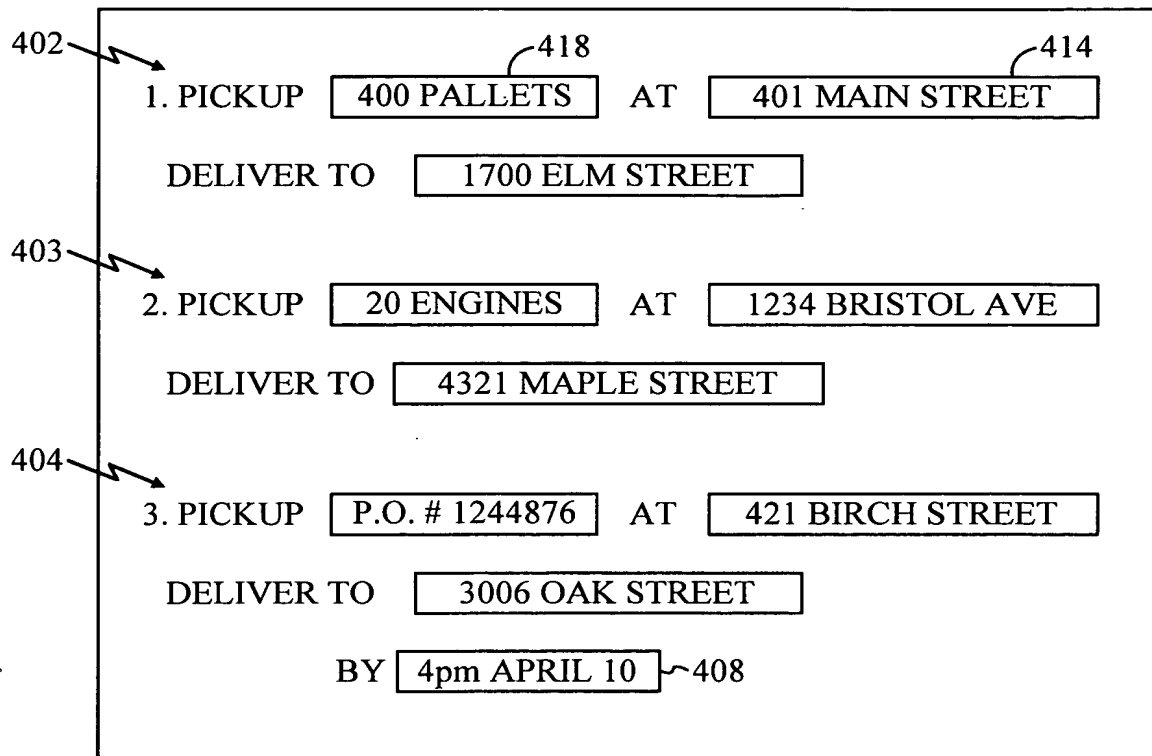 402 418 414
1. PICKUP 400 PALLETS AT 401 MAIN STREET
DELIVER TO 1700 ELM STREET
403
2. PICKUP 20 ENGINES AT 1234 BRISTOL AVE
DELIVER TO 4321 MAPLE STREET
404
3. PICKUP P.O. # 1244876 AT 421 BIRCH STREET
DELIVER TO 3006 OAK STREET
BY 4pm APRIL 10 408